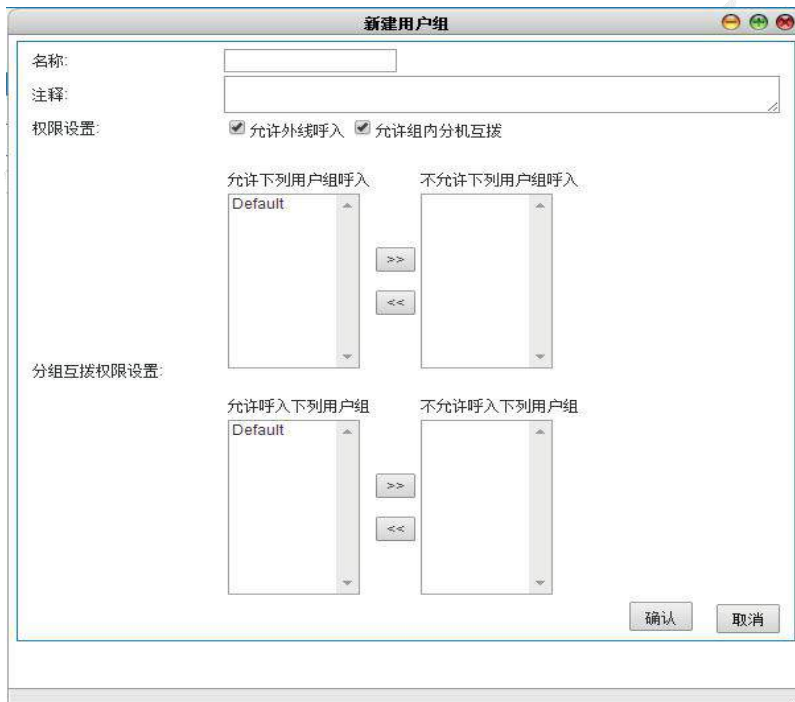 新建用户组
名称:
注释:
权限设置:
允许外线呼入 允许组内分机互拨
允许下列用户组呼入 不允许下列用户组呼入
Default
>>
<<
分组互拨权限设置:
允许呼入下列用户组 不允许呼入下列用户组
Default
>>
<<
确认 取消